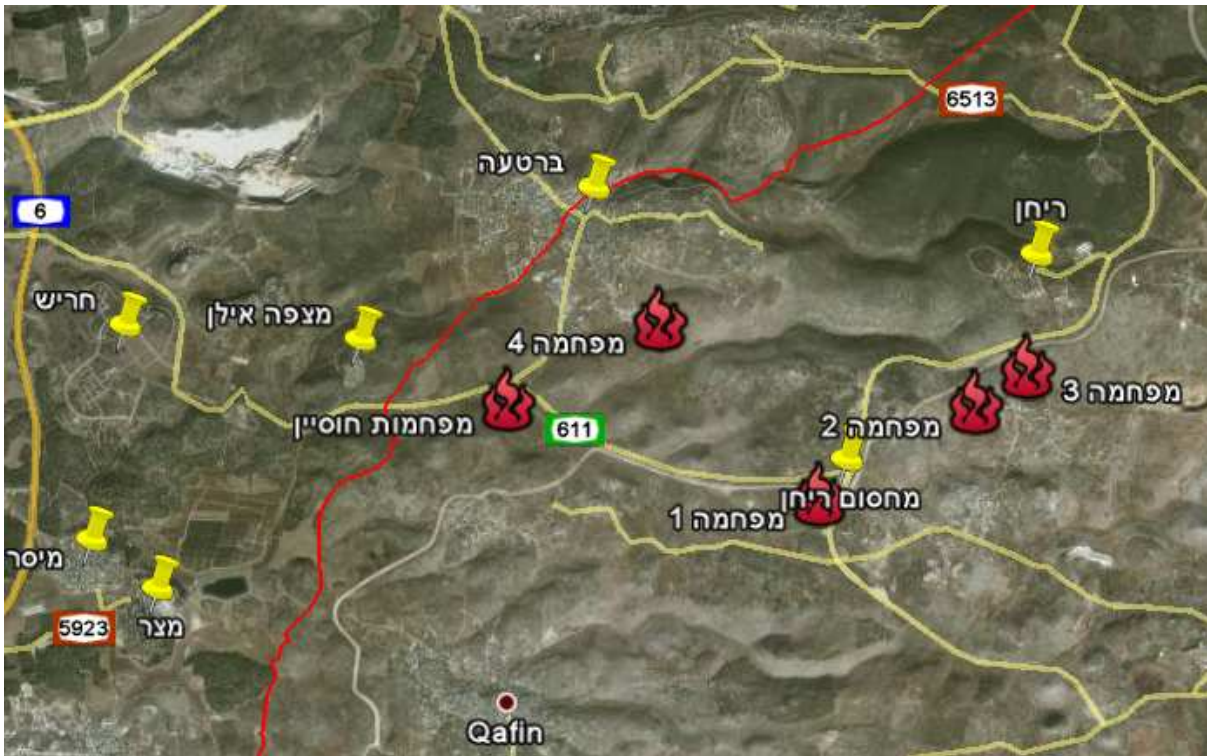 6513
ברטעה
6
ריחן
חריש
מצפה אילן
מפחמה 4
מפחמה 3
מפחמות חוסיין
611
מפחמה 2
מחסום ריחן
מפחמה 1
מיסר
5923
מצר
Qafin